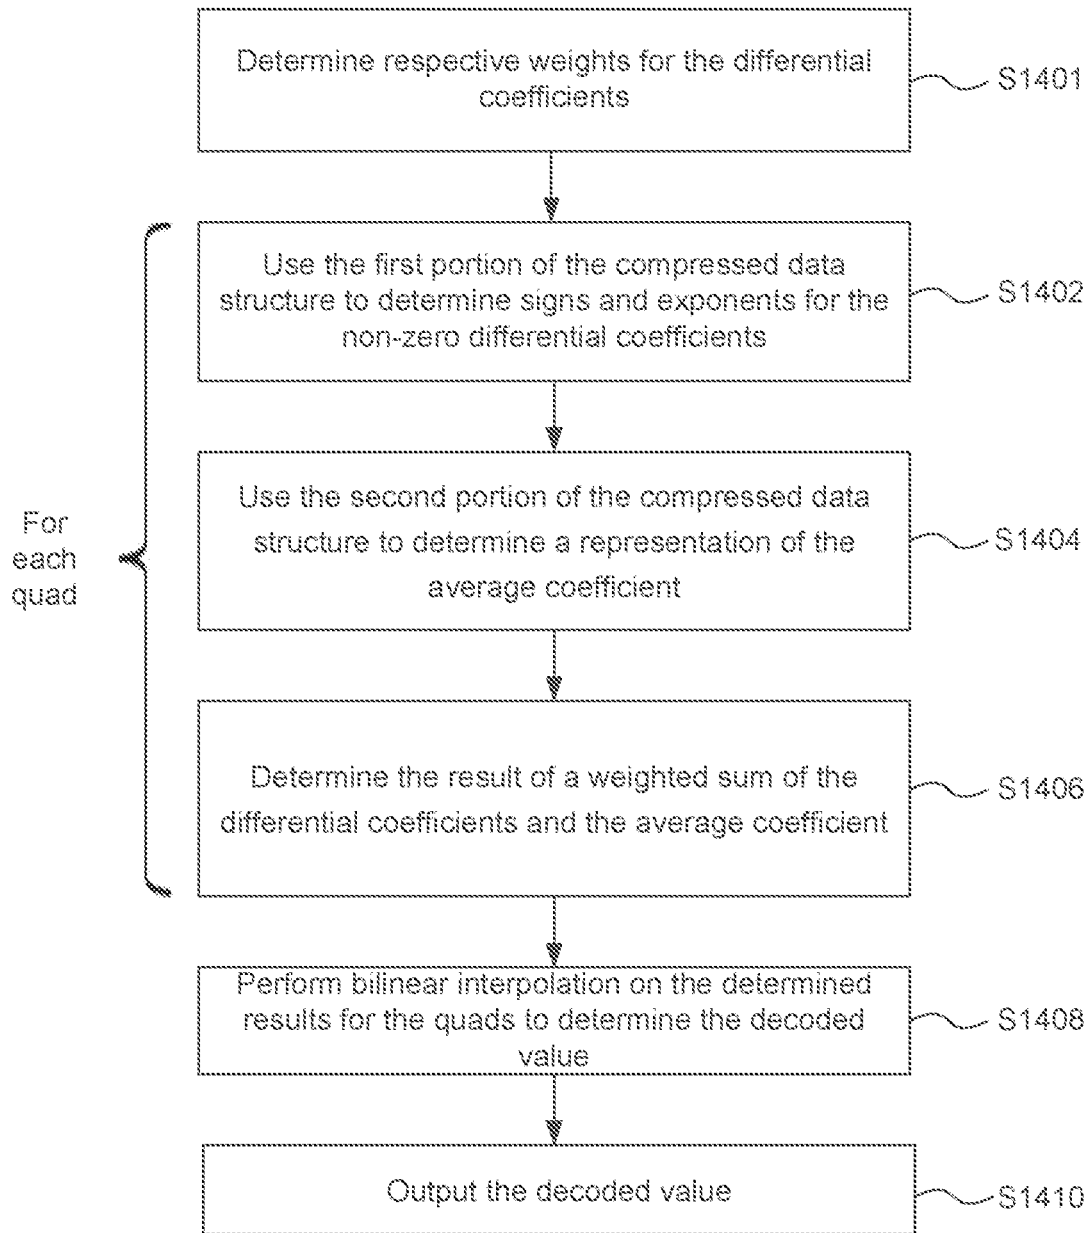 Determine respective weights for the differential
coefficients
S1401
Use the first portion of the compressed data
structure to determine signs and exponents for the
non-zero differential coefficients
S1402
For
each
quad
Use the second portion of the compressed data
structure to determine a representation of the
average coefficient
S1404
Determine the result of a weighted sum of the
differential coefficients and the average coefficient
S1406
Perform bilinear interpolation on the determined
results for the quads to determine the decoded
value
S1408
Output the decoded value
S1410